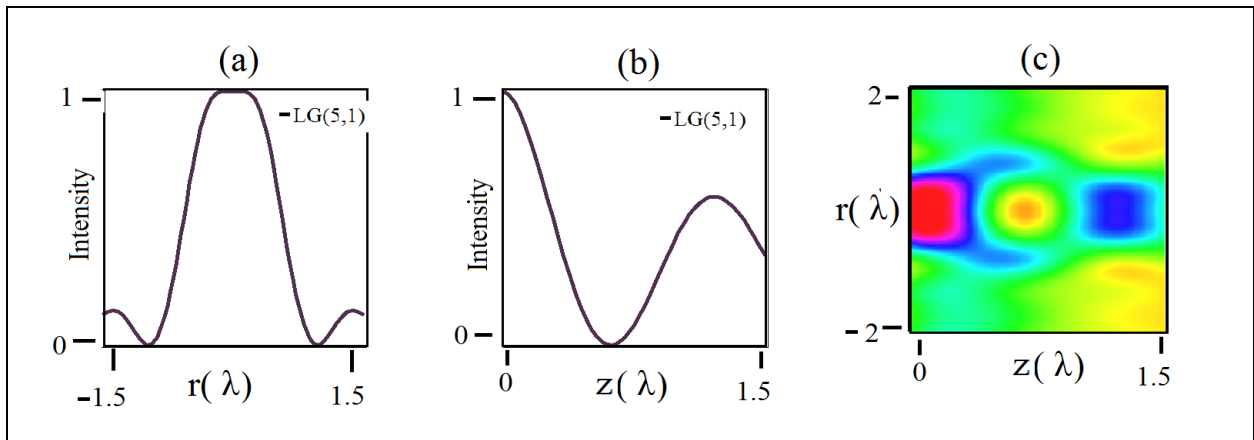 (a)
1
Intensity
LG(5,1)
0
−1.5
r( λ)
1.5
(b)
1
Intensity
LG(5,1)
0
0
z( λ)
1.5
(c)
2
r( λ)
−2
0
z( λ)
1.5